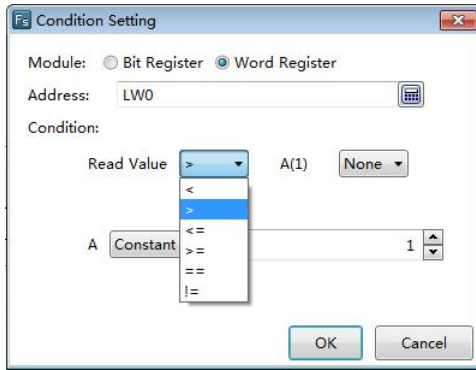 Fs Condition Setting
Module: Bit Register Word Register
Address: LW0
Condition:
Read Value > A(1) None
<
>
<=
A Constant >= 1
==
!=
OK Cancel